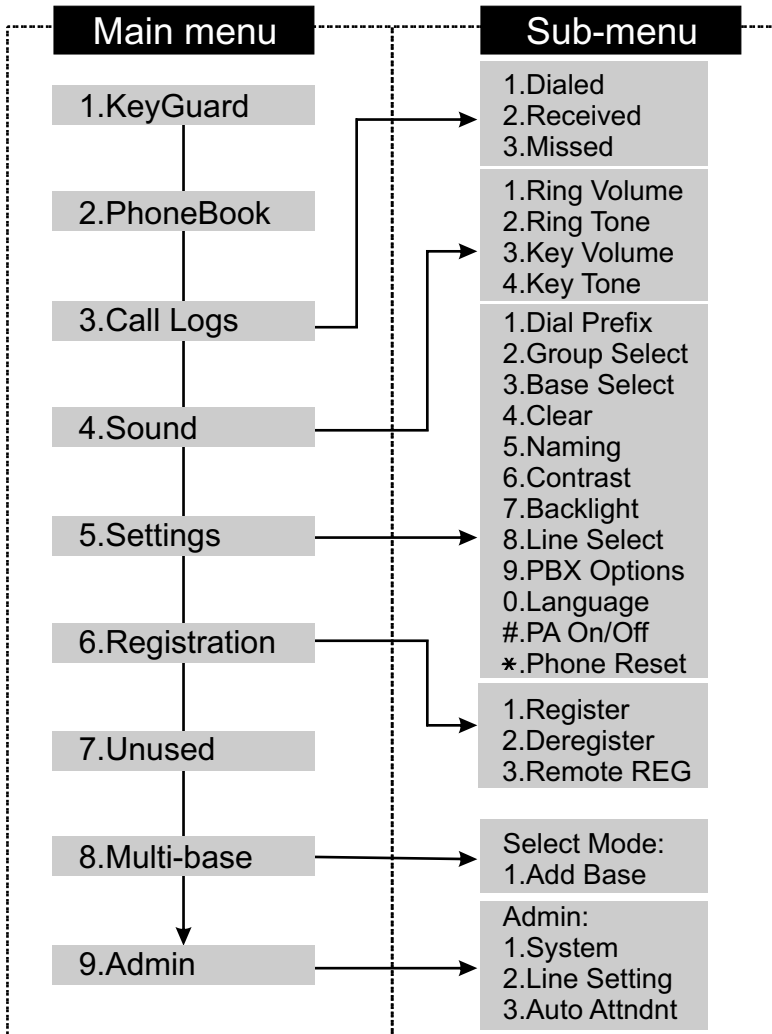 Main menu
1.KeyGuard
2.PhoneBook
3.Call Logs
4.Sound
5.Settings
6.Registration
7.Unused
8.Multi-base
9.Admin
Sub-menu
1.Dialed
2.Received
3.Missed
1.Ring Volume
2.Ring Tone
3.Key Volume
4.Key Tone
1.Dial Prefix
2.Group Select
3.Base Select
4.Clear
5.Naming
6.Contrast
7.Backlight
8.Line Select
9.PBX Options
0.Language
#.PA On/Off
*.Phone Reset
1.Register
2.Deregister
3.Remote REG
Select Mode:
1.Add Base
Admin:
1.System
2.Line Setting
3.Auto Attndnt